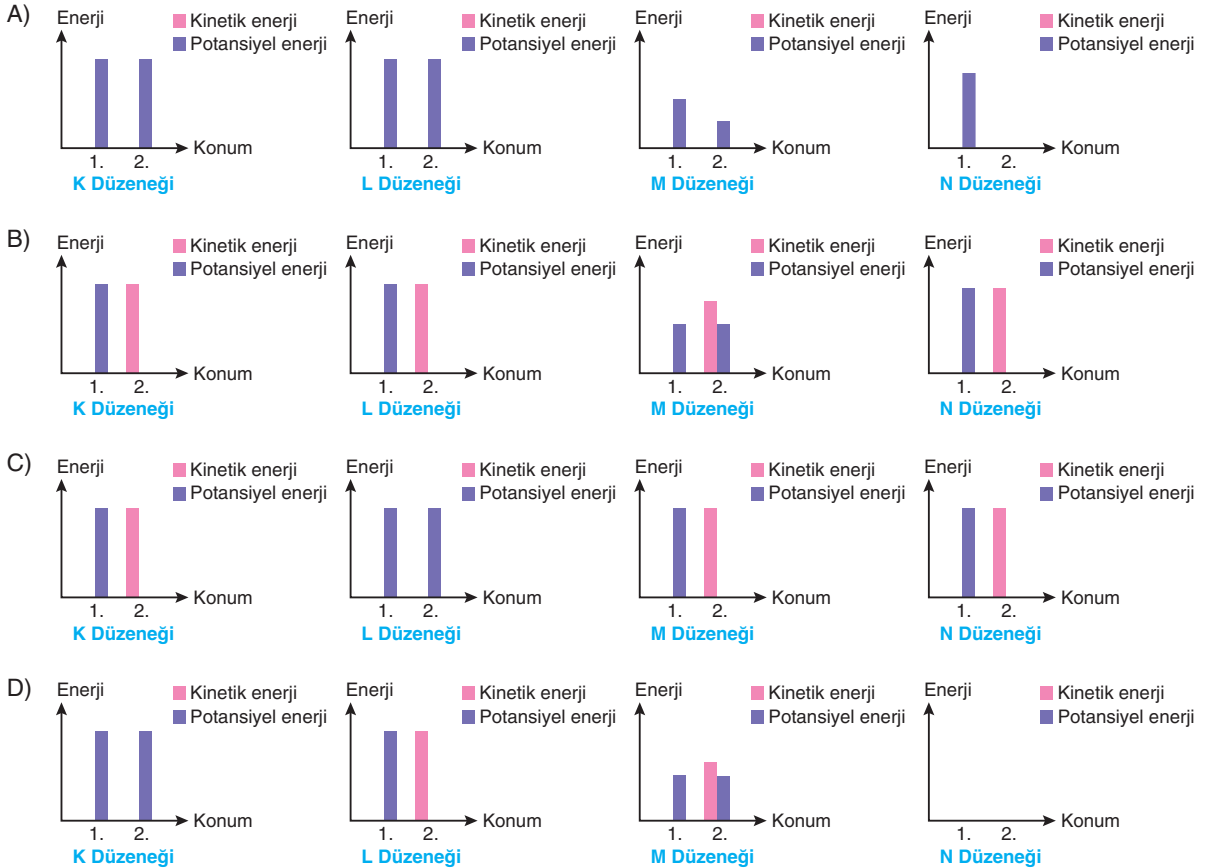 A)
Enerji
Kinetik enerji
Potansiyel enerji
Konum
1. 2.
K Düzeneği
Enerji
Kinetik enerji
Potansiyel enerji
Konum
1. 2.
L Düzeneği
Enerji
Kinetik enerji
Potansiyel enerji
Konum
1. 2.
M Düzeneği
Enerji
Kinetik enerji
Potansiyel enerji
Konum
1. 2.
N Düzeneği
B)
Enerji
Kinetik enerji
Potansiyel enerji
Konum
1. 2.
K Düzeneği
Enerji
Kinetik enerji
Potansiyel enerji
Konum
1. 2.
L Düzeneği
Enerji
Kinetik enerji
Potansiyel enerji
Konum
1. 2.
M Düzeneği
Enerji
Kinetik enerji
Potansiyel enerji
Konum
1. 2.
N Düzeneği
C)
Enerji
Kinetik enerji
Potansiyel enerji
Konum
1. 2.
K Düzeneği
Enerji
Kinetik enerji
Potansiyel enerji
Konum
1. 2.
L Düzeneği
Enerji
Kinetik enerji
Potansiyel enerji
Konum
1. 2.
M Düzeneği
Enerji
Kinetik enerji
Potansiyel enerji
Konum
1. 2.
N Düzeneği
D)
Enerji
Kinetik enerji
Potansiyel enerji
Konum
1. 2.
K Düzeneği
Enerji
Kinetik enerji
Potansiyel enerji
Konum
1. 2.
L Düzeneği
Enerji
Kinetik enerji
Potansiyel enerji
Konum
1. 2.
M Düzeneği
Enerji
Kinetik enerji
Potansiyel enerji
Konum
1. 2.
N Düzeneği